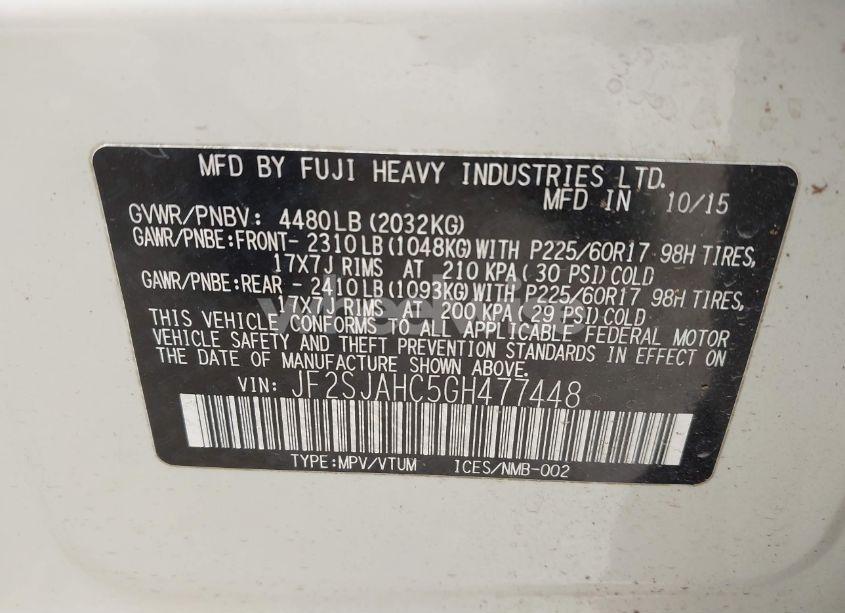 MFD BY FUJI HEAVY INDUSTRIES LTD.
MFD IN 10/15
GVWR/PNBV: 4480LB(2032KG)
GAWR/PNBE:FRONT- 2310LB(1048KG)WITH P225/60R17 98H TIRES,
17X7J RIMS AT 210 KPA(30 PSI)COLD
GAWR/PNBE:REAR - 2410LB(1093KG)WITH P225/60R17 98H TIRES,
17X7J RIMS AT 200 KPA(29 PSI)COLD
THIS VEHICLE CONFORMS TO ALL APPLICABLE FEDERAL MOTOR
VEHICLE SAFETY AND THEFT PREVENTION STANDARDS IN EFFECT ON
THE DATE OF MANUFACTURE SHOWN ABOVE.
VIN: JF2SJAHC5GH477448
TYPE:MPV/VTUM ICES/NMB-002